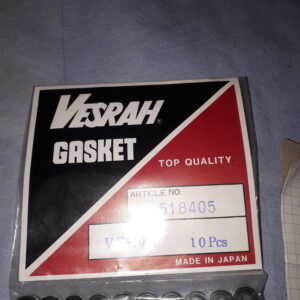 VESRAH®
GASKET
TOP QUALITY
ARTICLE NO.
518405
10 Pcs
MADE IN JAPAN